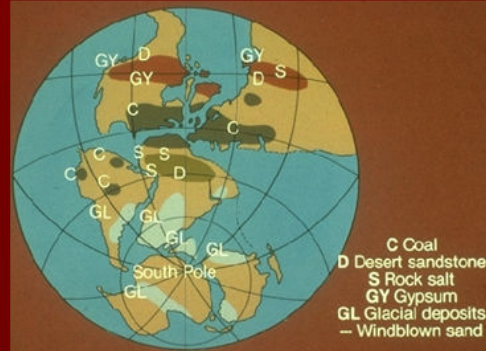 GY D
GY
GY
D S
C
C
C S S
C S D
C
GL GL
GL GL
South Pole
GL
C Coal
D Desert sandstone
S Rock salt
GY Gypsum
GL Glacial deposits
-- Windblown sand